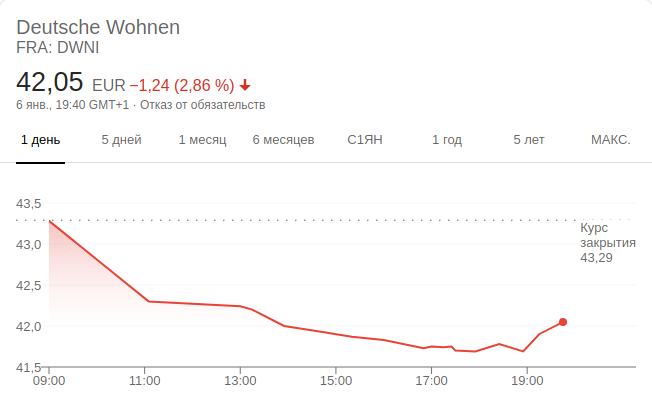 Deutsche Wohnen
FRA: DWNI
42,05 EUR −1,24 (2,86 %)
6 янв., 19:40 GMT+1 · Отказ от обязательств
1 день 5 дней 1 месяц 6 месяцев С1ЯН 1 год 5 лет МАКС.
43,5
Курс
закрытия
43,29
43,0
42,5
42,0
41,5
09:00 11:00 13:00 15:00 17:00 19:00